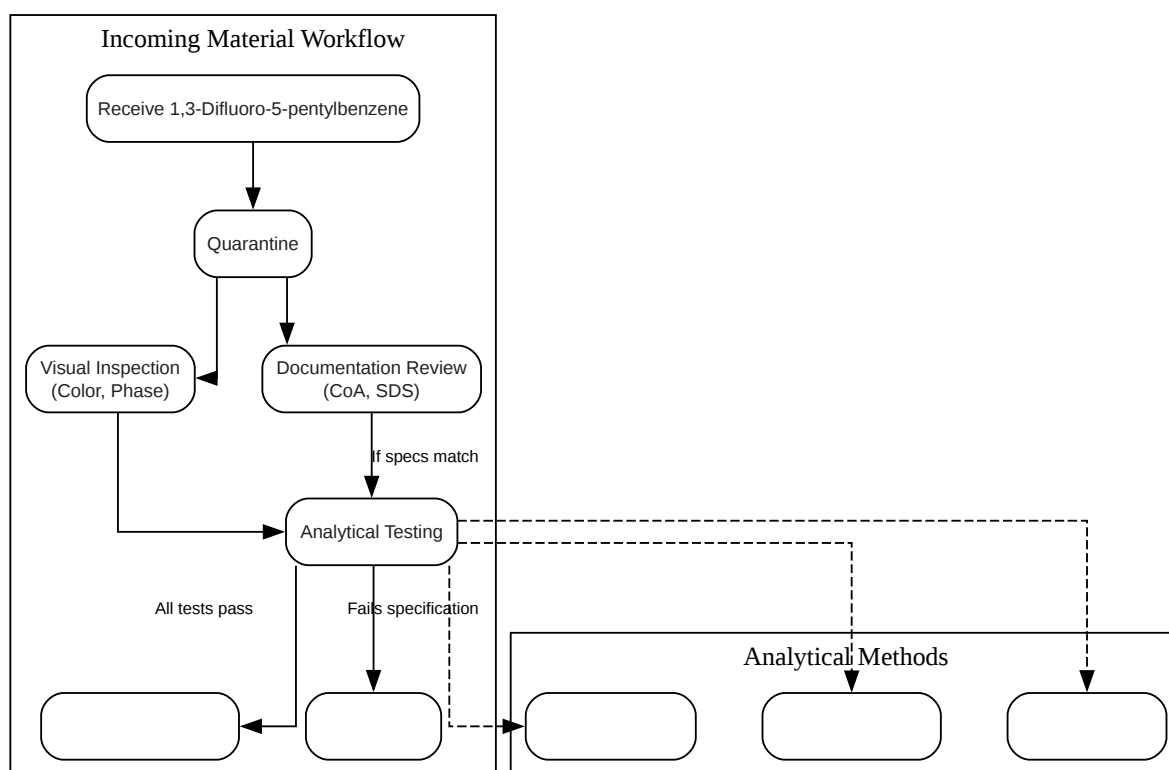 Incoming Material Workflow
Receive 1,3-Difluoro-5-pentylbenzene
Quarantine
Visual Inspection
(Color, Phase)
Documentation Review
(CoA, SDS)
If specs match
Analytical Testing
All tests pass
Fails specification
Analytical Methods